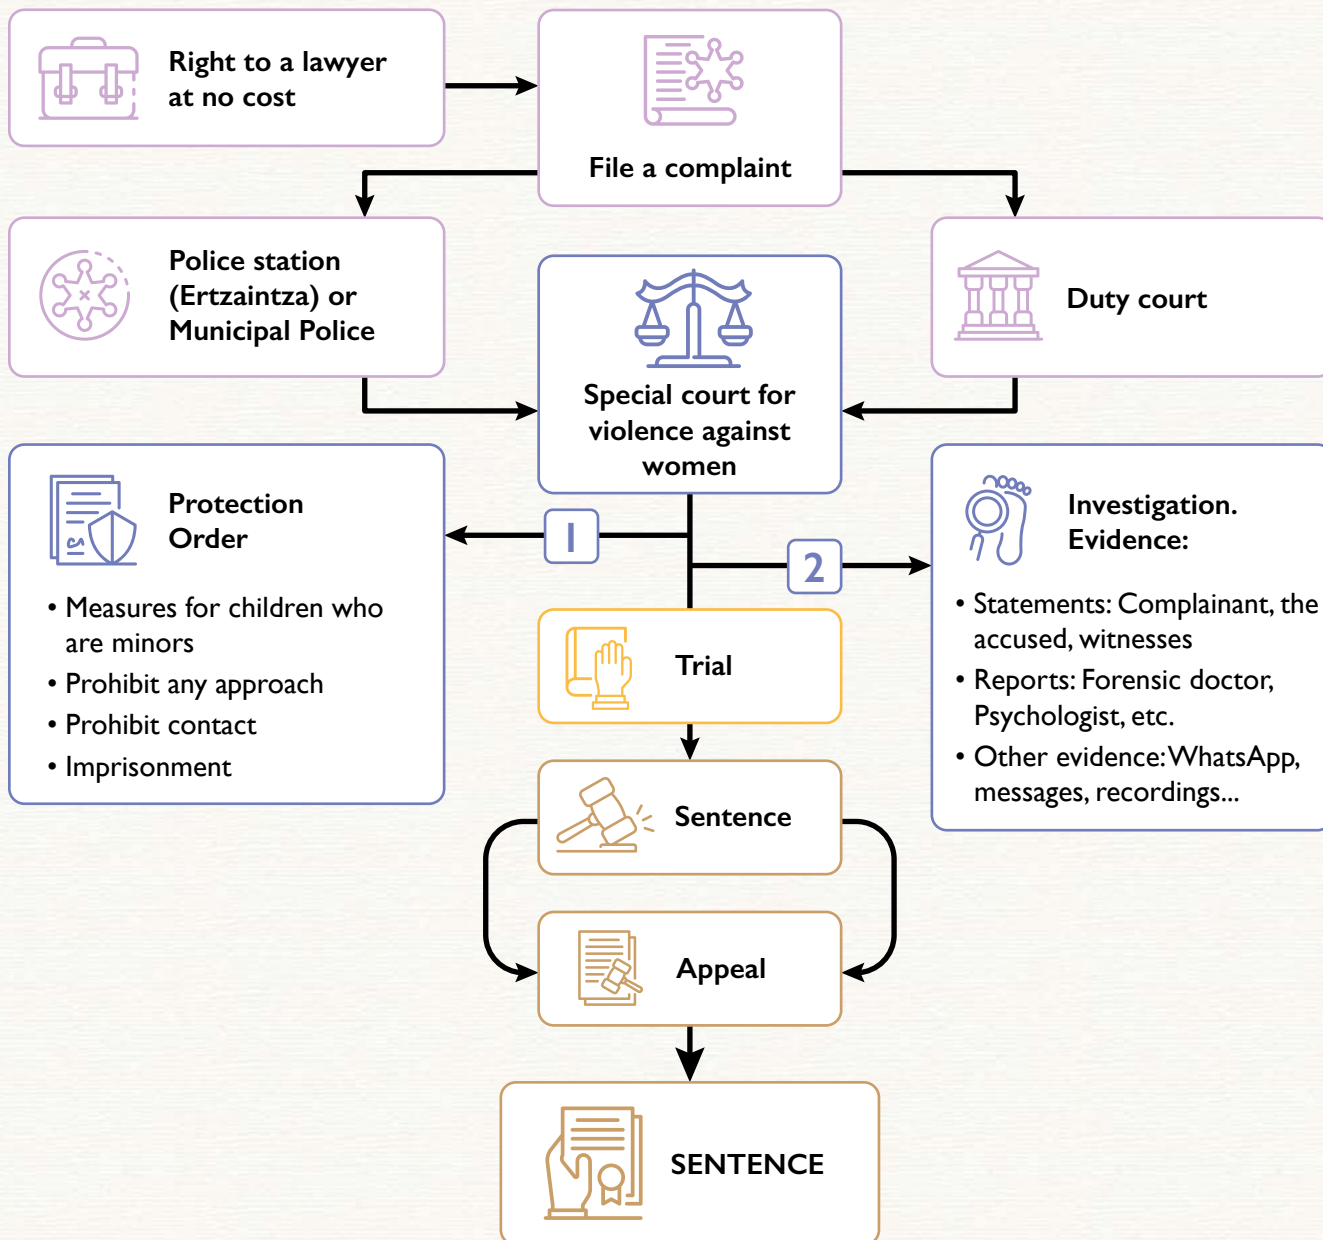 Right to a lawyer
at no cost
File a complaint
Police station
(Ertzaintza) or
Municipal Police
Special court for
violence against
women
Duty court
Protection
Order
• Measures for children who
are minors
• Prohibit any approach
• Prohibit contact
• Imprisonment
1
2
Investigation.
Evidence:
• Statements: Complainant, the
accused, witnesses
• Reports: Forensic doctor,
Psychologist, etc.
• Other evidence: WhatsApp,
messages, recordings...
Trial
Sentence
Appeal
SENTENCE